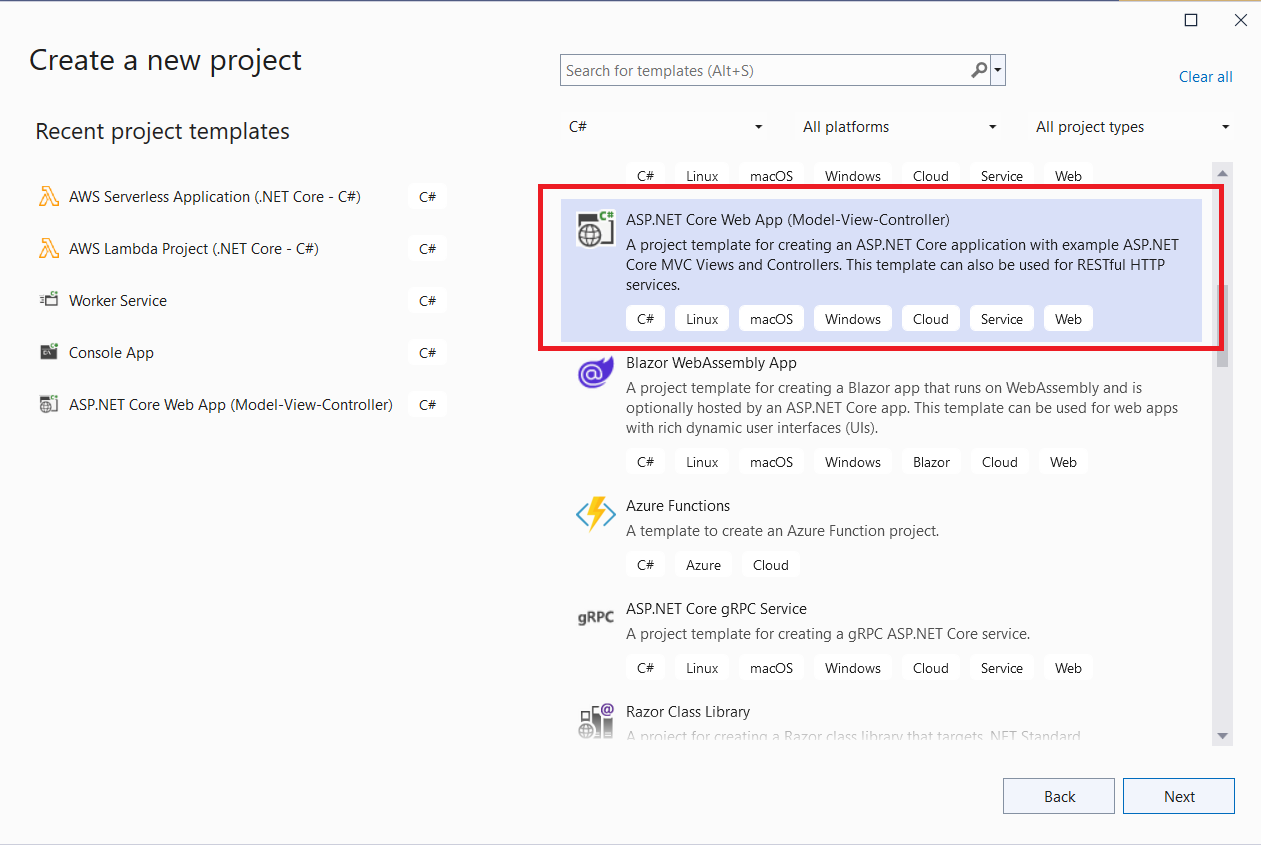 Create a new project
Search for templates (Alt+S)
Clear all
Recent project templates
C#
All platforms
All project types
AWS Serverless Application (.NET Core - C#)
C#
AWS Lambda Project (.NET Core - C#)
C#
Worker Service
C#
Console App
C#
ASP.NET Core Web App (Model-View-Controller)
C#
C# Linux macOS Windows Cloud Service Web
C#
ASP.NET Core Web App (Model-View-Controller)
A project template for creating an ASP.NET Core application with example ASP.NET
Core MVC Views and Controllers. This template can also be used for RESTful HTTP
services.
C# Linux macOS Windows Cloud Service Web
@
Blazor WebAssembly App
A project template for creating a Blazor app that runs on WebAssembly and is
optionally hosted by an ASP.NET Core app. This template can be used for web apps
with rich dynamic user interfaces (UIs).
C# Linux macOS Windows Blazor Cloud Web
Azure Functions
A template to create an Azure Function project.
C# Azure Cloud
gRPC
ASP.NET Core gRPC Service
A project template for creating a gRPC ASP.NET Core service.
C# Linux macOS Windows Cloud Service Web
@
Razor Class Library
A project for creating a Razor class library that targets .NET Standard
Back
Next